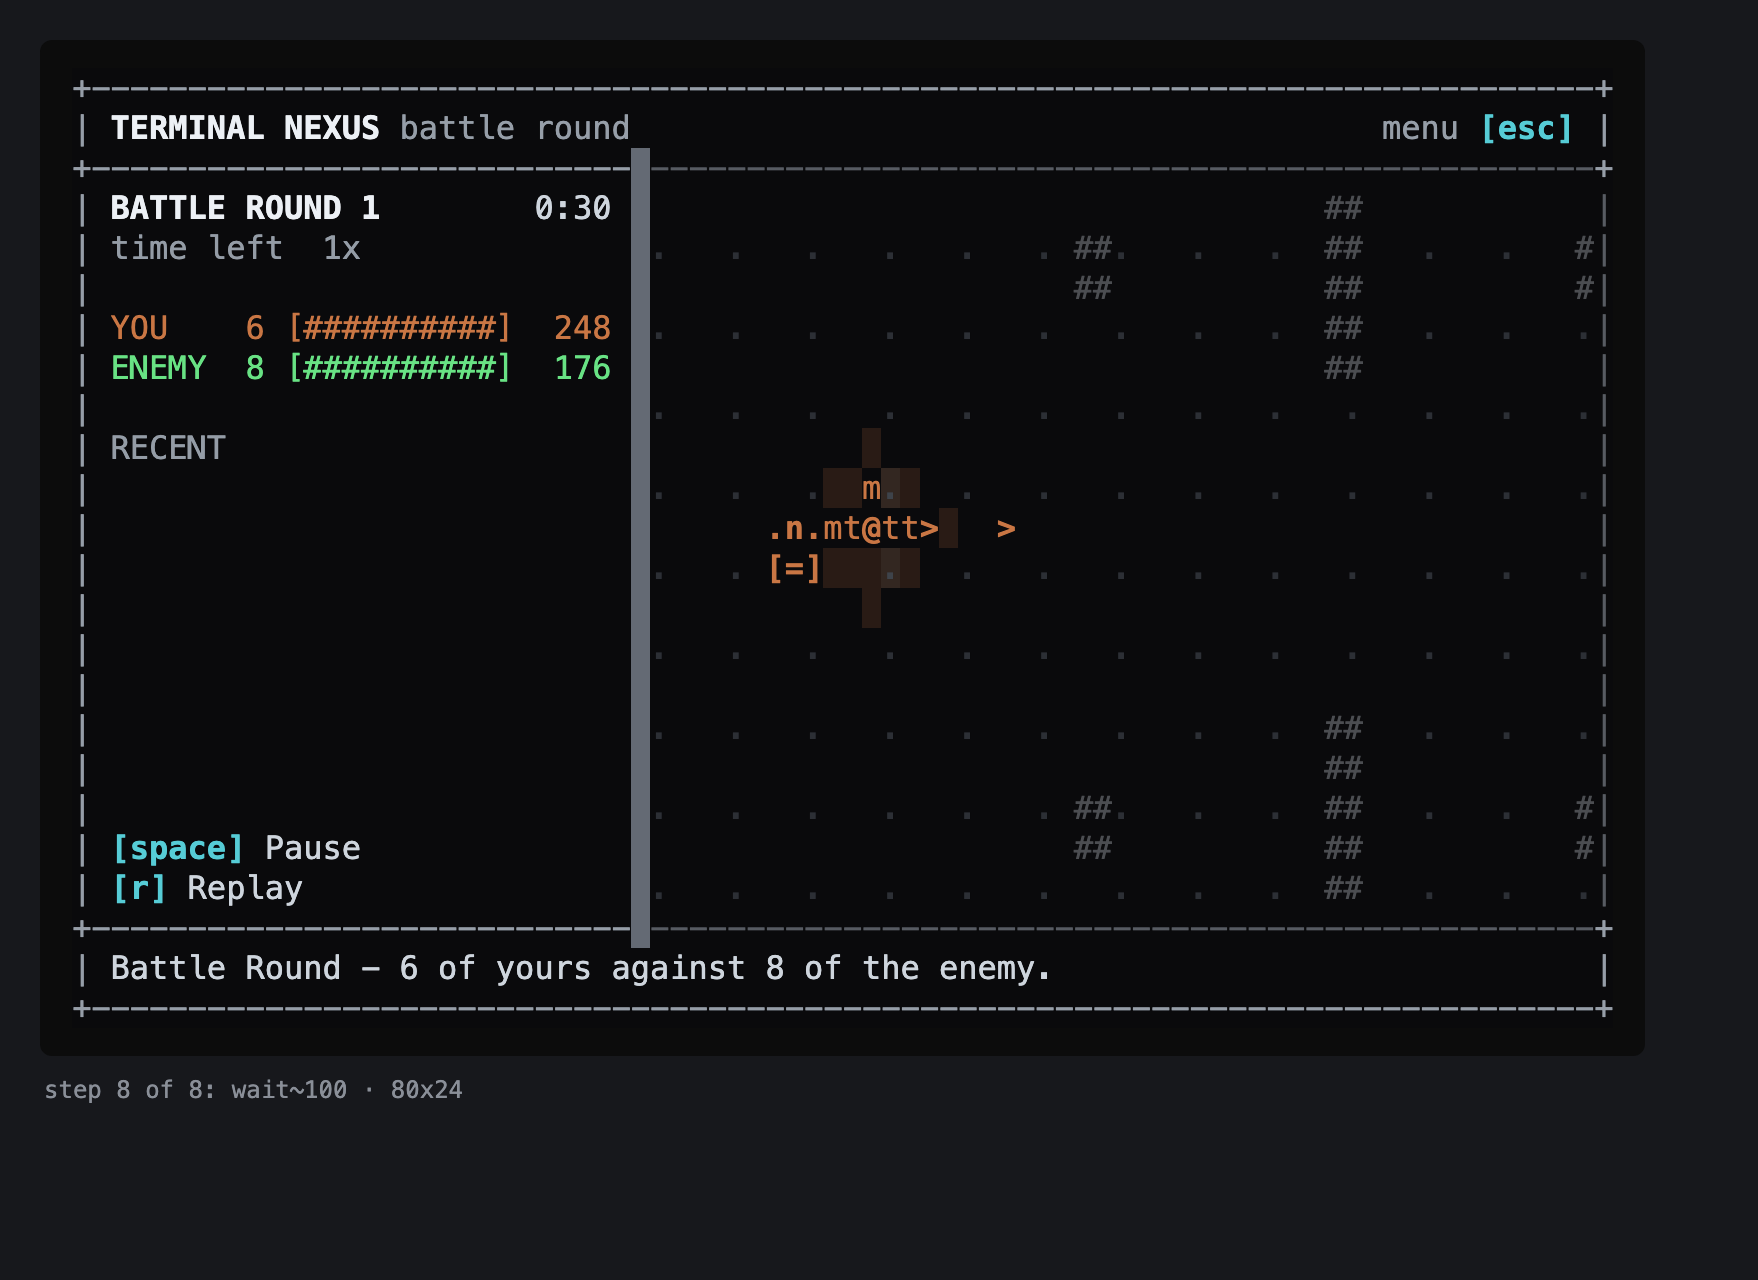 TERMINAL NEXUS battle round menu [esc]
BATTLE ROUND 1 0:30
time left 1x
YOU 6 [##########] 248
ENEMY 8 [##########] 176
RECENT
m
.n.mt@tt> >
[=]
[space] Pause
[r] Replay
Battle Round – 6 of yours against 8 of the enemy.
step 8 of 8: wait~100 · 80x24